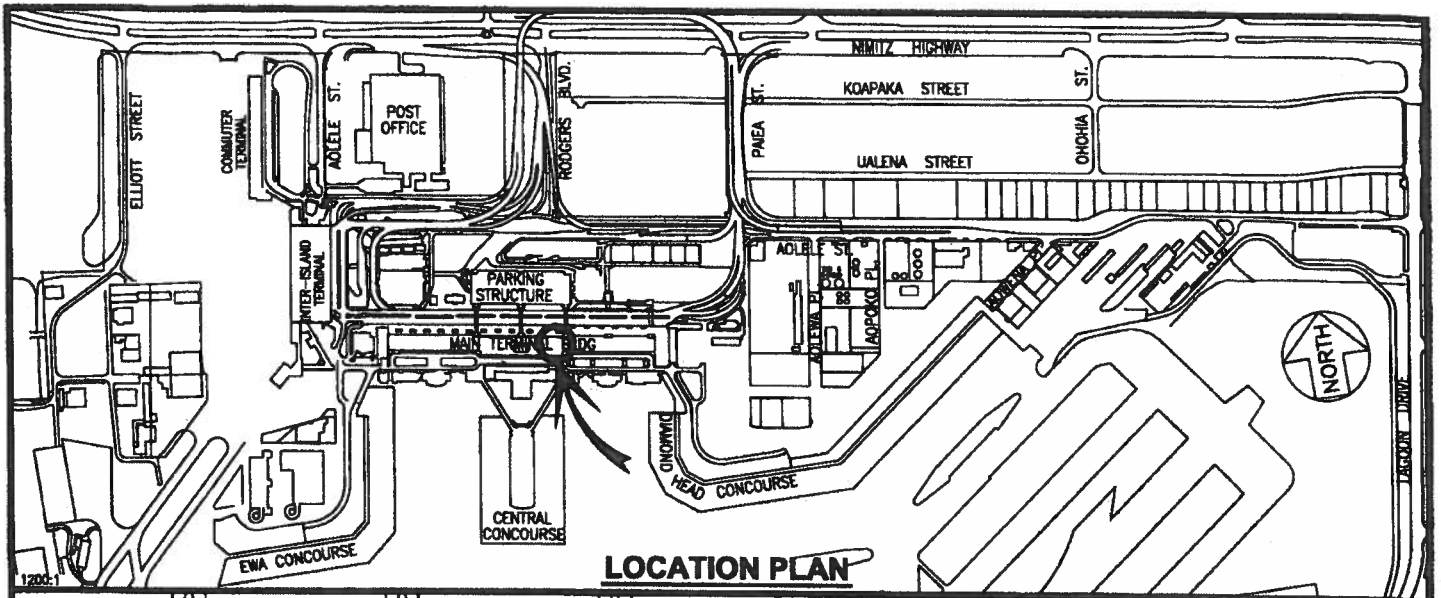 NIMITZ HIGHWAY
KOAPAKA STREET
UALENA STREET
ELLIOTT STREET
COMMUTER
TERMINAL
AOLELE ST.
POST
OFFICE
RODGERS BLVD.
PAIEA ST.
OHOHIA ST.
INTER-ISLAND
TERMINAL
PARKING
STRUCTURE
AOLELE ST.
AOLEWA PL.
AOPOKO PL.
NORTH
LAGOON DRIVE
MAIN TERMINAL BLDG
DIAMOND
HEAD CONCOURSE
CENTRAL
CONCOURSE
EWA CONCOURSE
1200:1
LOCATION PLAN